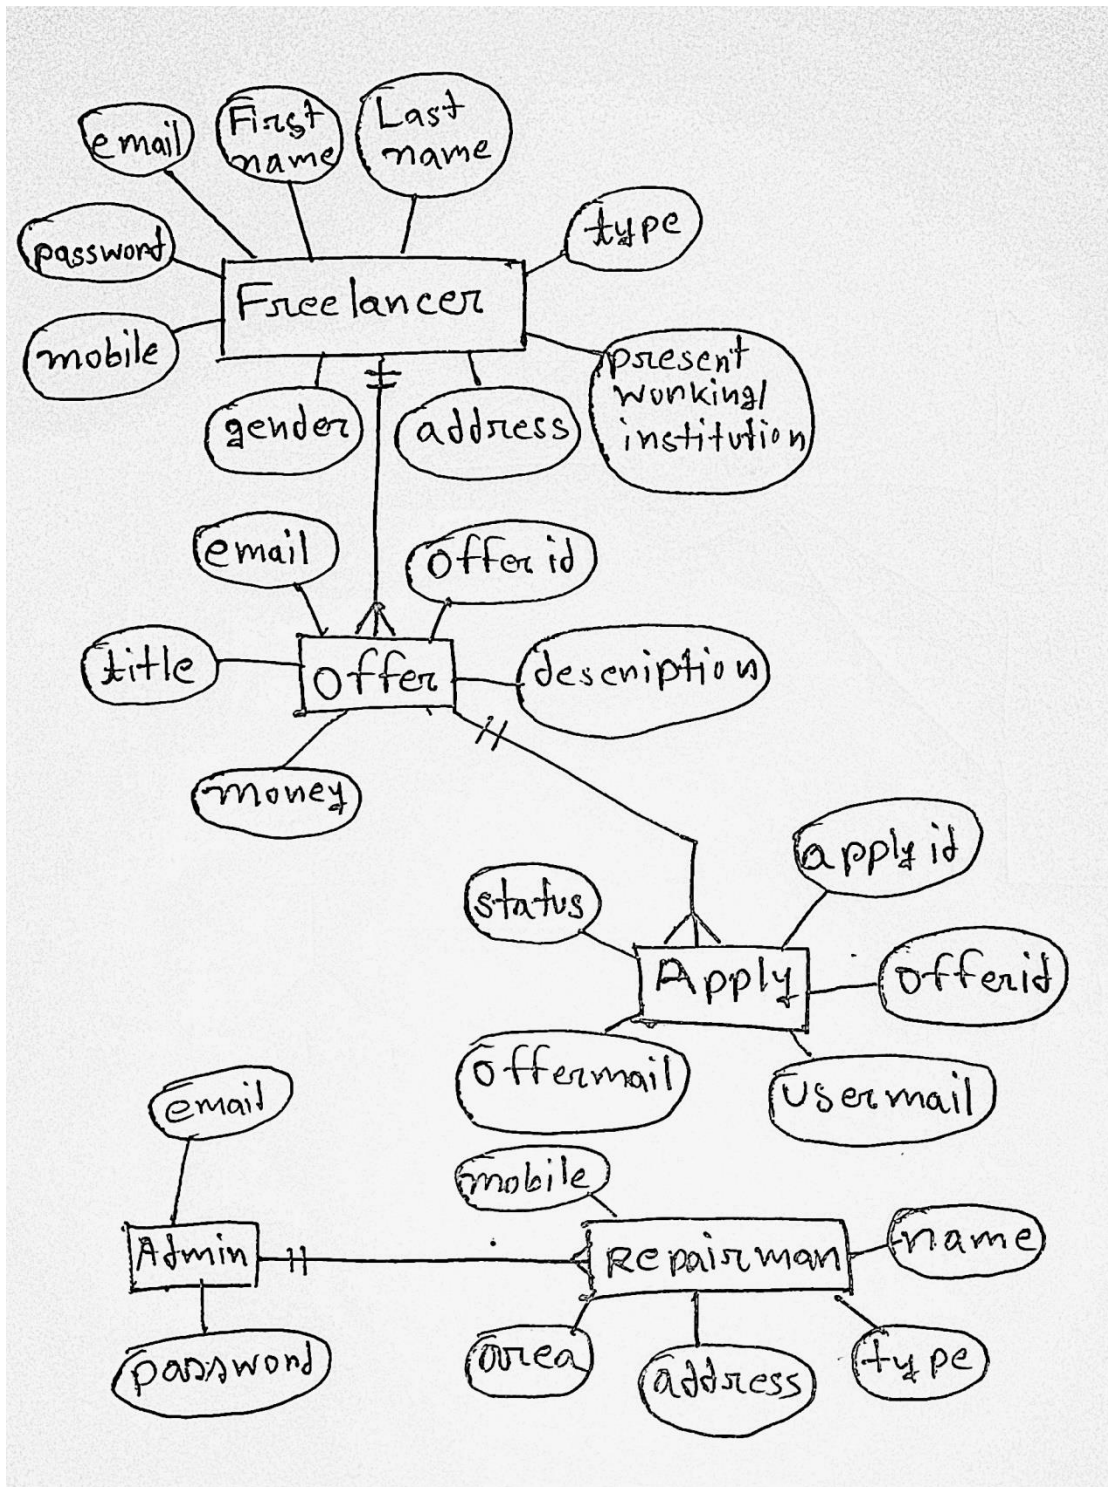 email
First
name
Last
name
type
password
Freelancer
mobile
present
working/
institution
gender
address
email
offer id
title
offer
description
money
apply id
status
Apply
offerid
offermail
usermail
email
mobile
Admin
Repairman
name
password
area
address
type